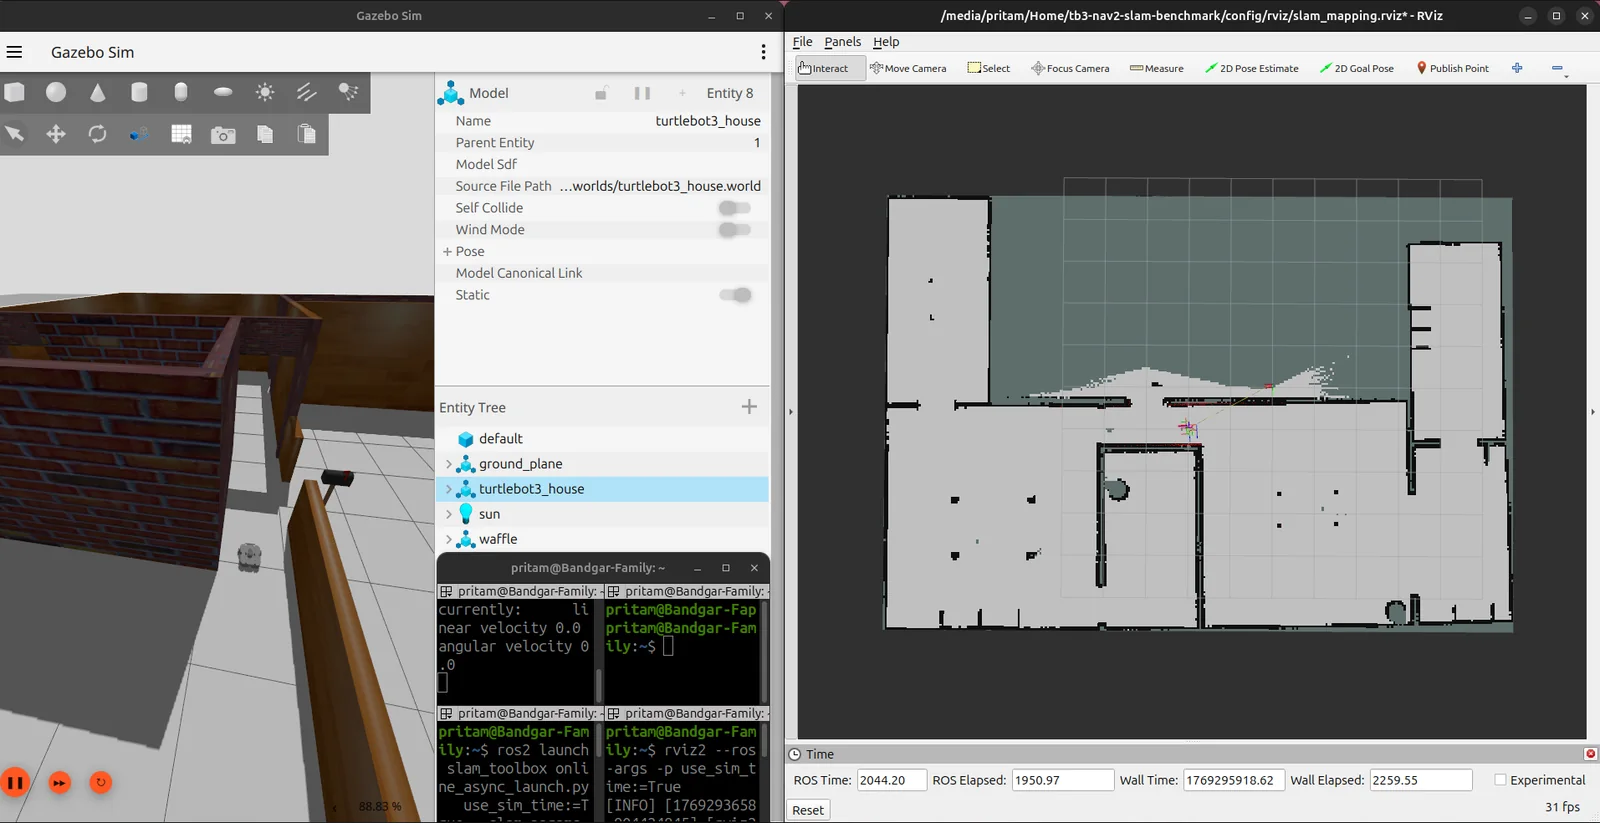 Gazebo Sim
Gazebo Sim
Model
Entity 8
Name turtlebot3_house
Parent Entity 1
Model Sdf
Source File Path ...worlds/turtlebot3_house.world
Self Collide
Wind Mode
+ Pose
Model Canonical Link
Static
Entity Tree
default
ground_plane
turtlebot3_house
sun
waffle
88.83 %
pritam@Bandgar-Family: ~
pritam@Bandgar-Family: ~
currently: li
near velocity 0.0
angular velocity 0
.0
pritam@Bandgar-Family: ~
pritam@Bandgar-Fap
pritam@Bandgar-Fam
ily:~$
pritam@Bandgar-Family: ~
pritam@Bandgar-Fam
ily:~$ ros2 launch
slam_toolbox onli
ne_async_launch.py
use_sim_time:=T
pritam@Bandgar-Family: ~
pritam@Bandgar-Fam
ily:~$ rviz2 --ros
-args -p use_sim_t
ime:=True
[INFO] [1769293658
/media/pritam/Home/tb3-nav2-slam-benchmark/config/rviz/slam_mapping.rviz* - RViz
File Panels Help
Interact Move Camera Select Focus Camera Measure 2D Pose Estimate 2D Goal Pose Publish Point
Time
ROS Time: 2044.20 ROS Elapsed: 1950.97 Wall Time: 1769295918.62 Wall Elapsed: 2259.55 Experimental
Reset
31 fps